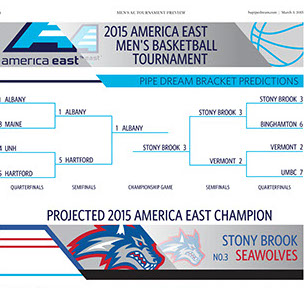 MEN'S AE TOURNAMENT PREVIEW
bupipedream.com | March 3, 2015
america east
2015 AMERICA EAST
MEN'S BASKETBALL
TOURNAMENT
PIPE DREAM BRACKET PREDICTIONS
1 ALBANY
8 MAINE
4 UNH
5 HARTFORD
6 HARTFORD
1 ALBANY
STONY BROOK 3
1 ALBANY
STONY BROOK 3
VERMONT 2
STONY BROOK 3
BINGHAMTON 6
VERMONT 2
UMBC 7
QUARTERFINALS
SEMIFINALS
CHAMPIONSHIP GAME
SEMIFINALS
QUARTERFINALS
PROJECTED 2015 AMERICA EAST CHAMPION
STONY BROOK
NO.3 SEAWOLVES